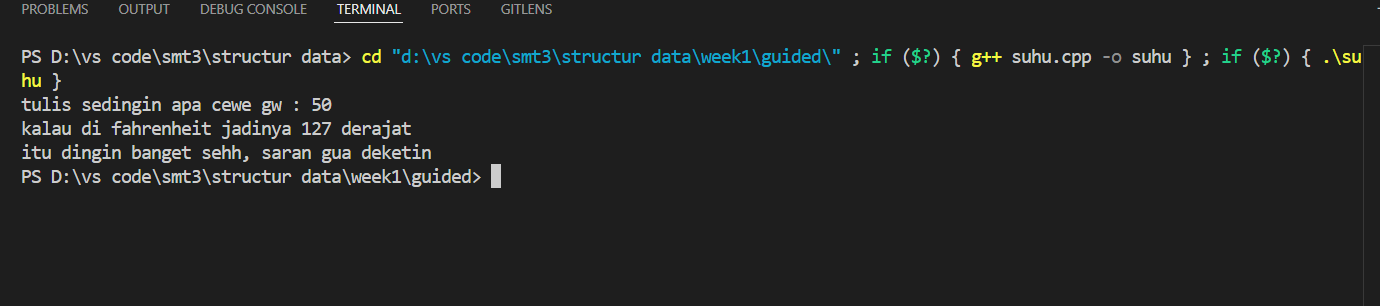 PROBLEMS OUTPUT DEBUG CONSOLE TERMINAL PORTS GITLENS
PS D:\vs code\smt3\structur data> cd "d:\vs code\smt3\structur data\week1\guided\" ; if ($?) { g++ suhu.cpp -o suhu } ; if ($?) { .\su
hu }
tulis sedingin apa cewe gw : 50
kalau di fahrenheit jadinya 127 derajat
itu dingin banget sehh, saran gua deketin
PS D:\vs code\smt3\structur data\week1\guided>